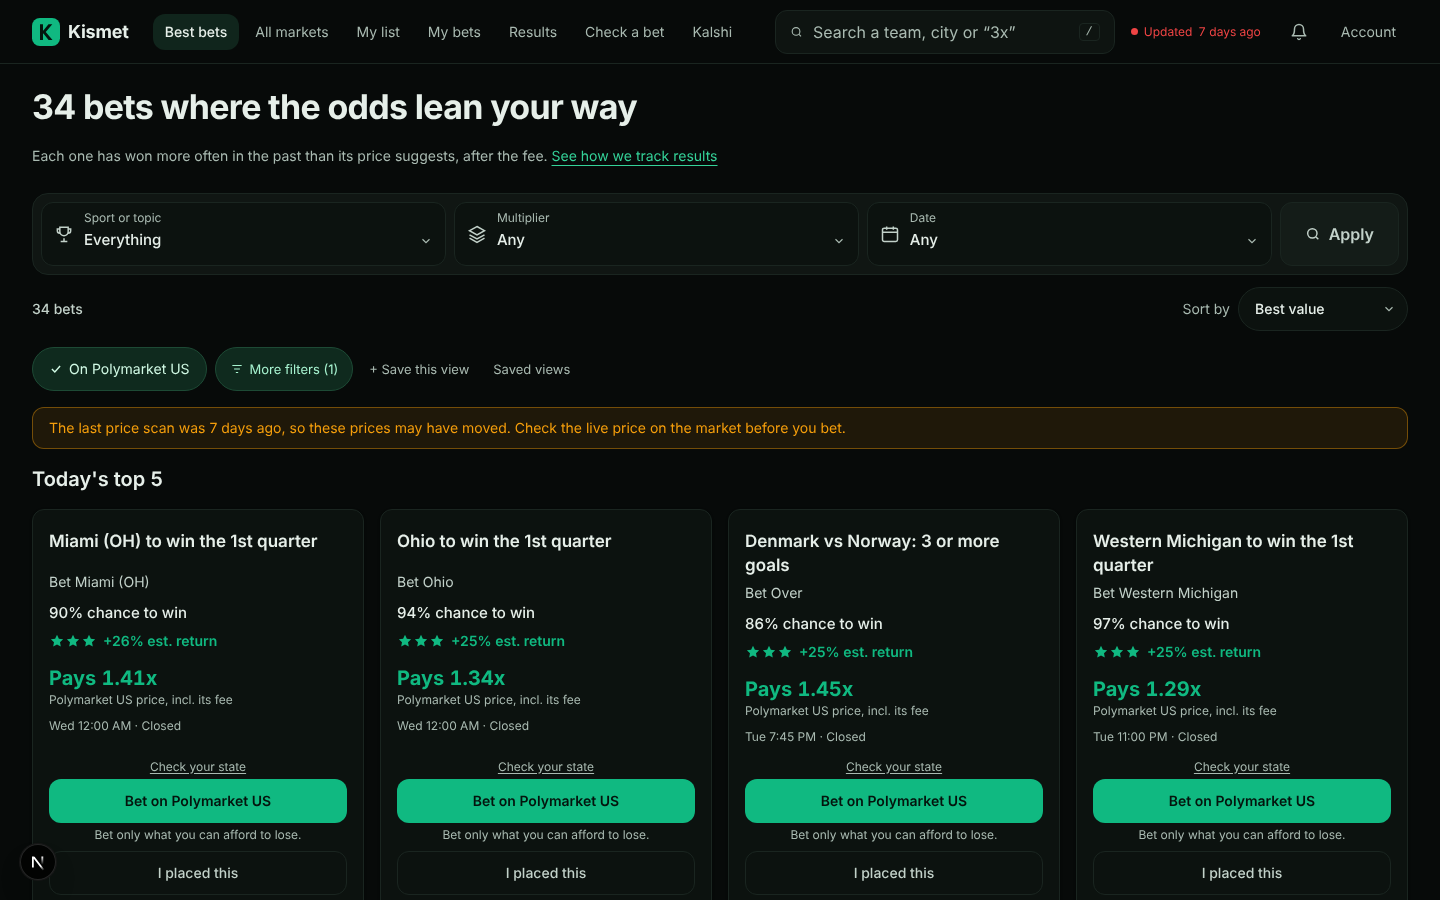 K Kismet
Best bets
All markets
My list
My bets
Results
Check a bet
Kalshi
Search a team, city or “3x”
/
Updated 7 days ago
Account
34 bets where the odds lean your way
Each one has won more often in the past than its price suggests, after the fee. See how we track results
Sport or topic
Everything
Multiplier
Any
Date
Any
Apply
34 bets
Sort by
Best value
On Polymarket US
More filters (1)
+ Save this view
Saved views
The last price scan was 7 days ago, so these prices may have moved. Check the live price on the market before you bet.
Today's top 5
Miami (OH) to win the 1st quarter
Bet Miami (OH)
90% chance to win
+26% est. return
Pays 1.41x
Polymarket US price, incl. its fee
Wed 12:00 AM · Closed
Check your state
Bet on Polymarket US
Bet only what you can afford to lose.
I placed this
Ohio to win the 1st quarter
Bet Ohio
94% chance to win
+25% est. return
Pays 1.34x
Polymarket US price, incl. its fee
Wed 12:00 AM · Closed
Check your state
Bet on Polymarket US
Bet only what you can afford to lose.
I placed this
Denmark vs Norway: 3 or more
goals
Bet Over
86% chance to win
+25% est. return
Pays 1.45x
Polymarket US price, incl. its fee
Tue 7:45 PM · Closed
Check your state
Bet on Polymarket US
Bet only what you can afford to lose.
I placed this
Western Michigan to win the 1st
quarter
Bet Western Michigan
97% chance to win
+25% est. return
Pays 1.29x
Polymarket US price, incl. its fee
Tue 11:00 PM · Closed
Check your state
Bet on Polymarket US
Bet only what you can afford to lose.
I placed this
N